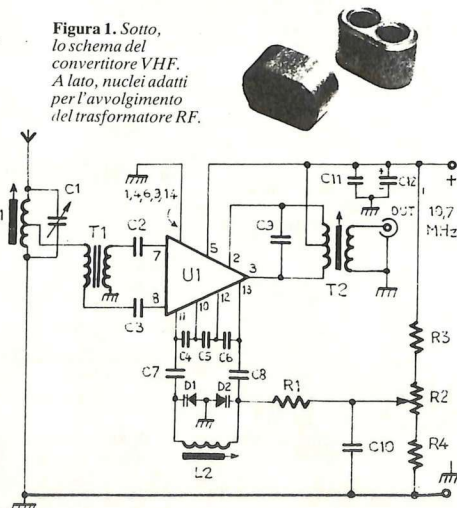 Figura 1. Sotto,
lo schema del
convertitore VHF.
A lato, nuclei adatti
per l'avvolgimento
del trasformatore RF.
C1
1,4,6,3,14
C11
C12
+
T1
C2
7
5
2
C9
OUT
10,7
MHz
U1
3
C3
8
T2
11
10
12
13
C4
C5
C6
R3
C7
C8
D1
D2
R1
R2
L2
C10
R4